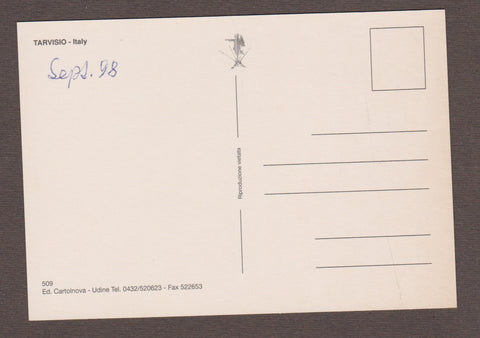 TARVISIO - Italy
Sept. 98
Riproduzione vietata
509
Ed. Cartolnova - Udine Tel. 0432/520623 - Fax 522653